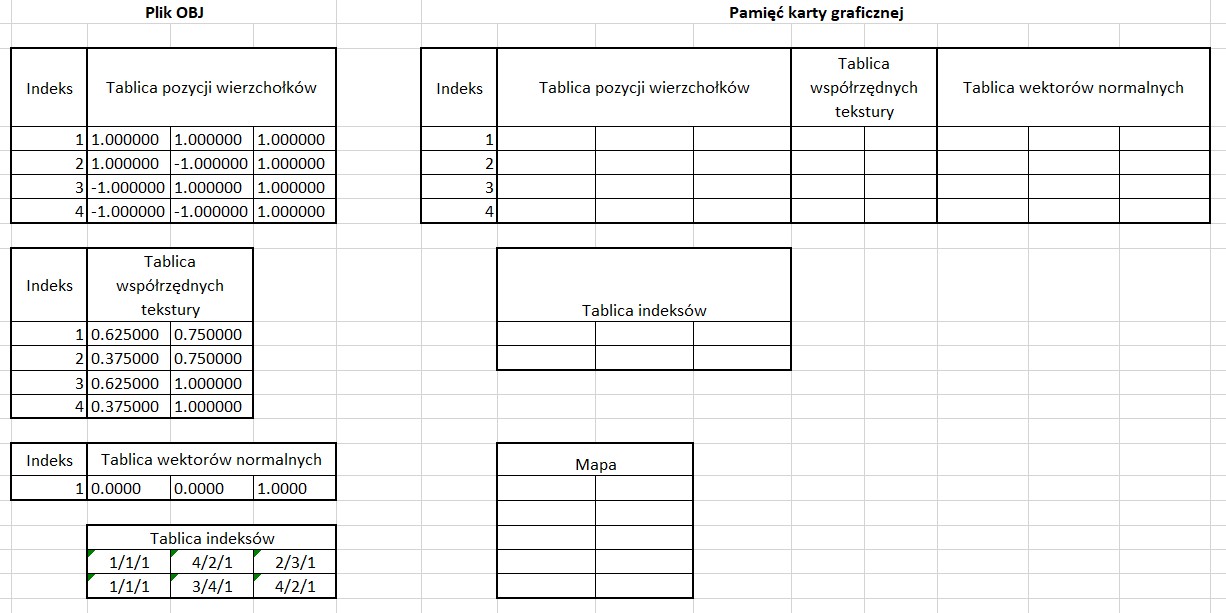 Plik OBJ
Pamięć karty graficznej
Indeks Tablica pozycji wierzchołków
1 1.000000 1.000000 1.000000
2 1.000000 -1.000000 1.000000
3 -1.000000 1.000000 1.000000
4 -1.000000 -1.000000 1.000000
Indeks Tablica pozycji wierzchołków
Tablica
współrzędnych
tekstury
Tablica wektorów normalnych
1
2
3
4
Indeks
Tablica
współrzędnych
tekstury
1 0.625000 0.750000
2 0.375000 0.750000
3 0.625000 1.000000
4 0.375000 1.000000
Tablica indeksów
Indeks Tablica wektorów normalnych
1 0.0000 0.0000 1.0000
Mapa
Tablica indeksów
1/1/1 4/2/1 2/3/1
1/1/1 3/4/1 4/2/1